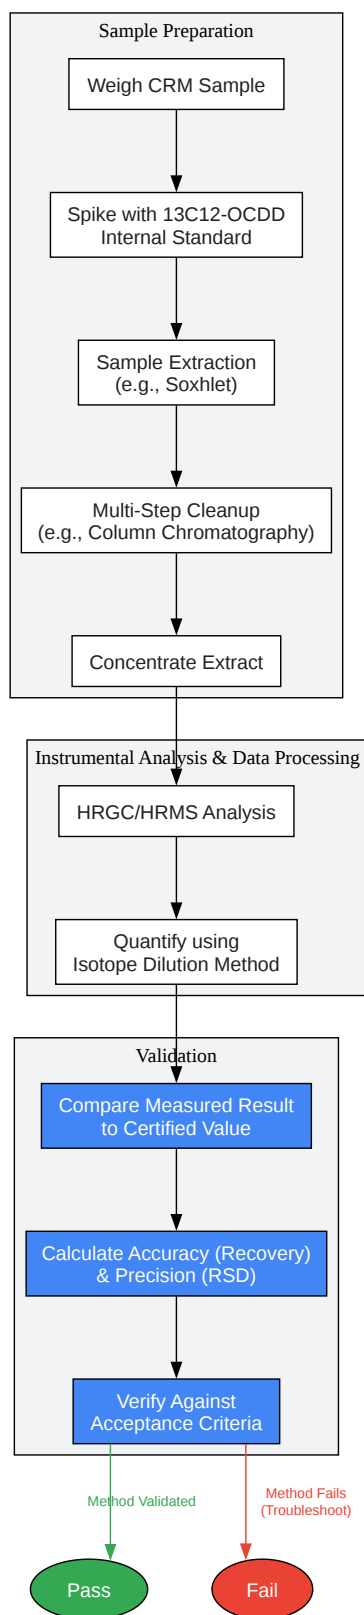 Sample Preparation
Weigh CRM Sample
Spike with 13C12-OCDD
Internal Standard
Sample Extraction
(e.g., Soxhlet)
Multi-Step Cleanup
(e.g., Column Chromatography)
Concentrate Extract
Instrumental Analysis & Data Processing
HRGC/HRMS Analysis
Quantify using
Isotope Dilution Method
Validation
Compare Measured Result
to Certified Value
Calculate Accuracy (Recovery)
& Precision (RSD)
Verify Against
Acceptance Criteria
Method Validated
Method Fails
(Troubleshoot)
Pass
Fail